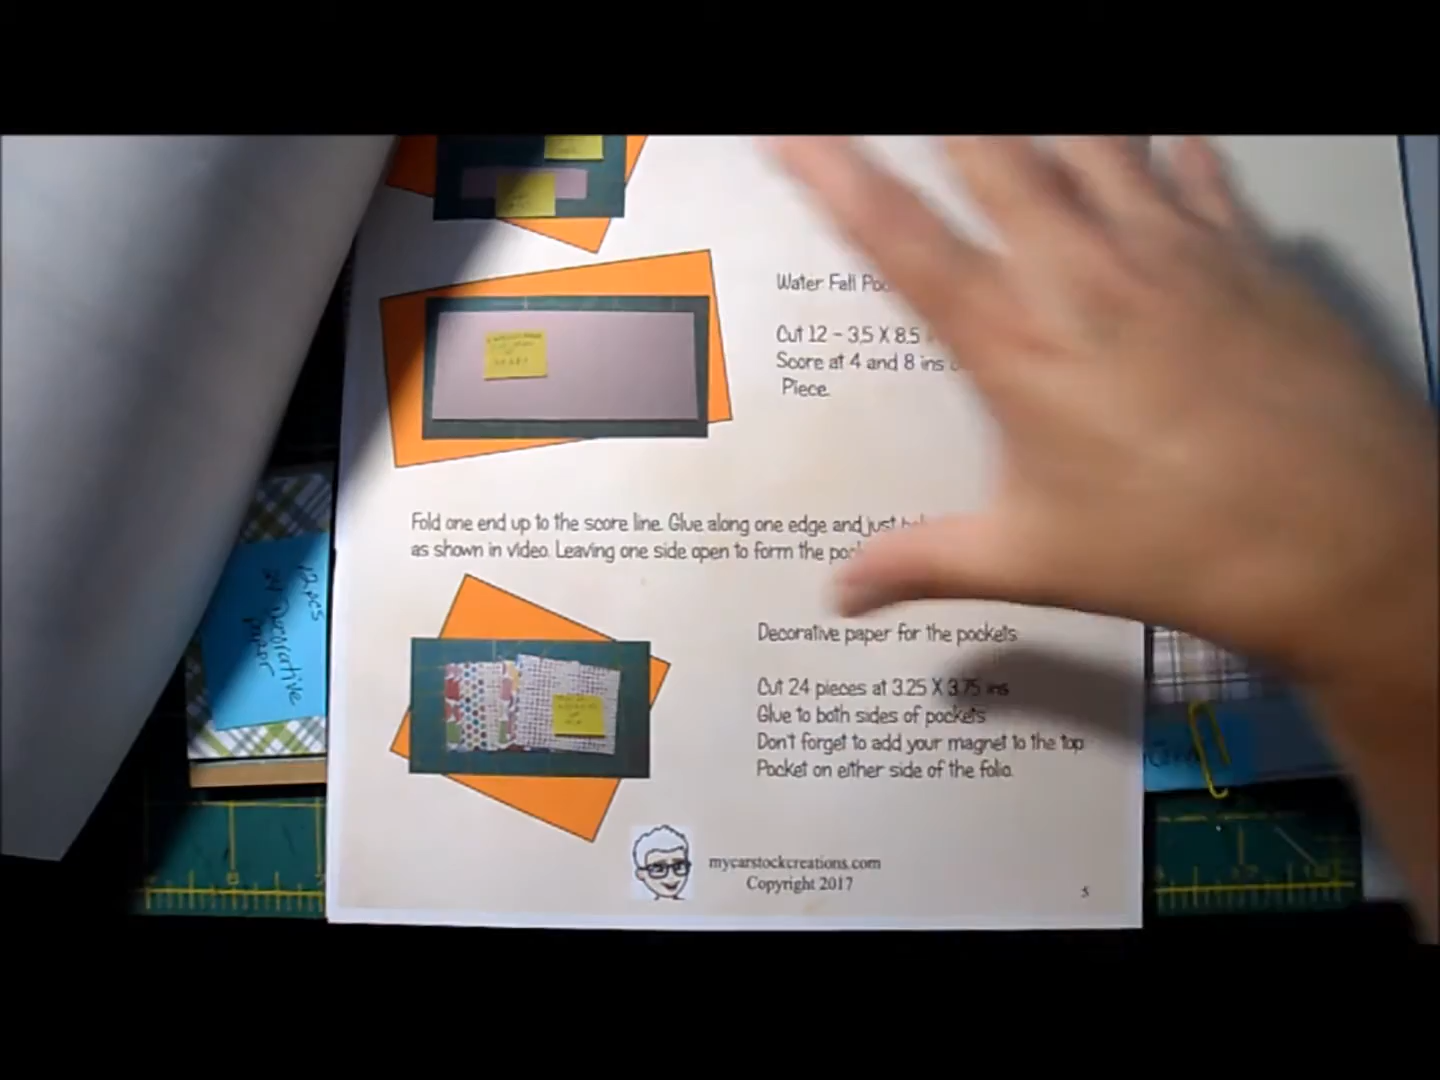 Water Fall
Cut 12 - 3.5 X 8.5
Score at 4 and 8 ins
Piece.
Fold one end up to the score line. Glue along one edge and just
as shown in video. Leaving one side open to form the
Decorative paper for the pockets
Cut 24 pieces at 3.25 X 3.75 ins
Glue to both sides of pockets
Don't forget to add your magnet to the top
Pocket on either side of the folio.
12 pcs
Decorative
paper
mycarstockcreations.com
Copyright 2017
5